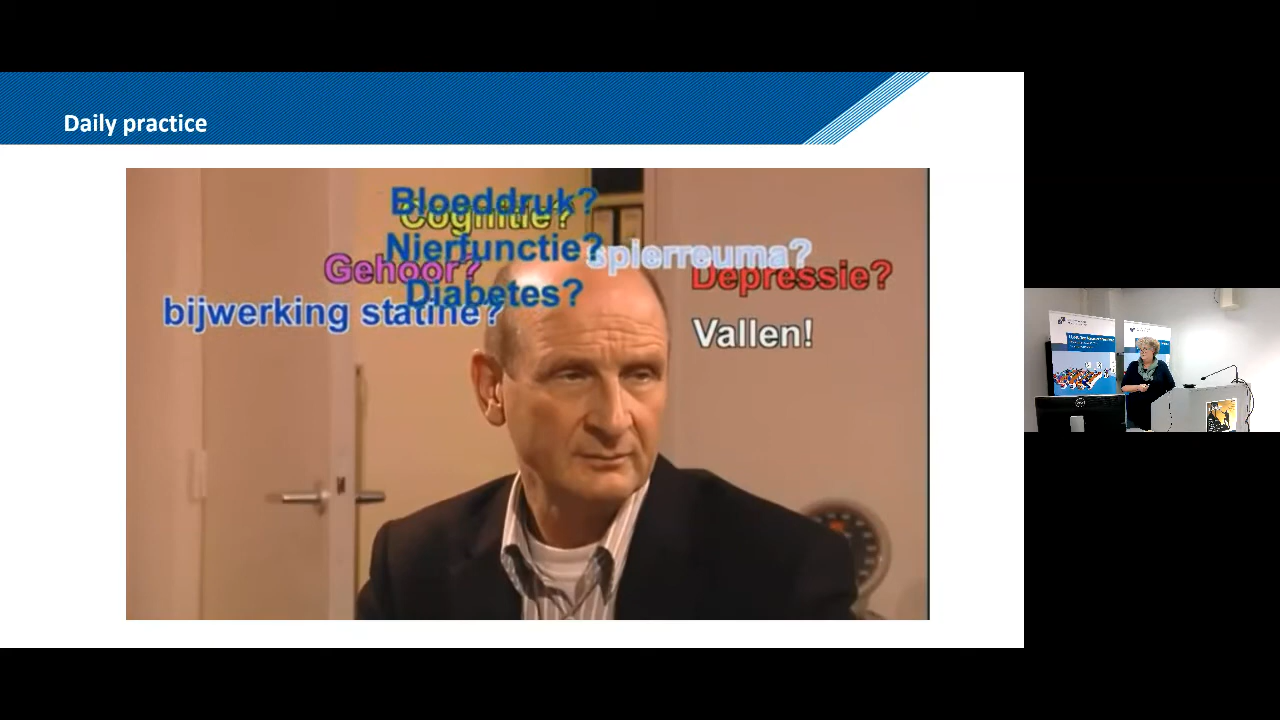 Daily practice
Bloeddruk?
Cognitie?
Nierfunctie?
spierreuma?
Gehoor?
Depressie?
Diabetes?
bijwerking statine?
Vallen!